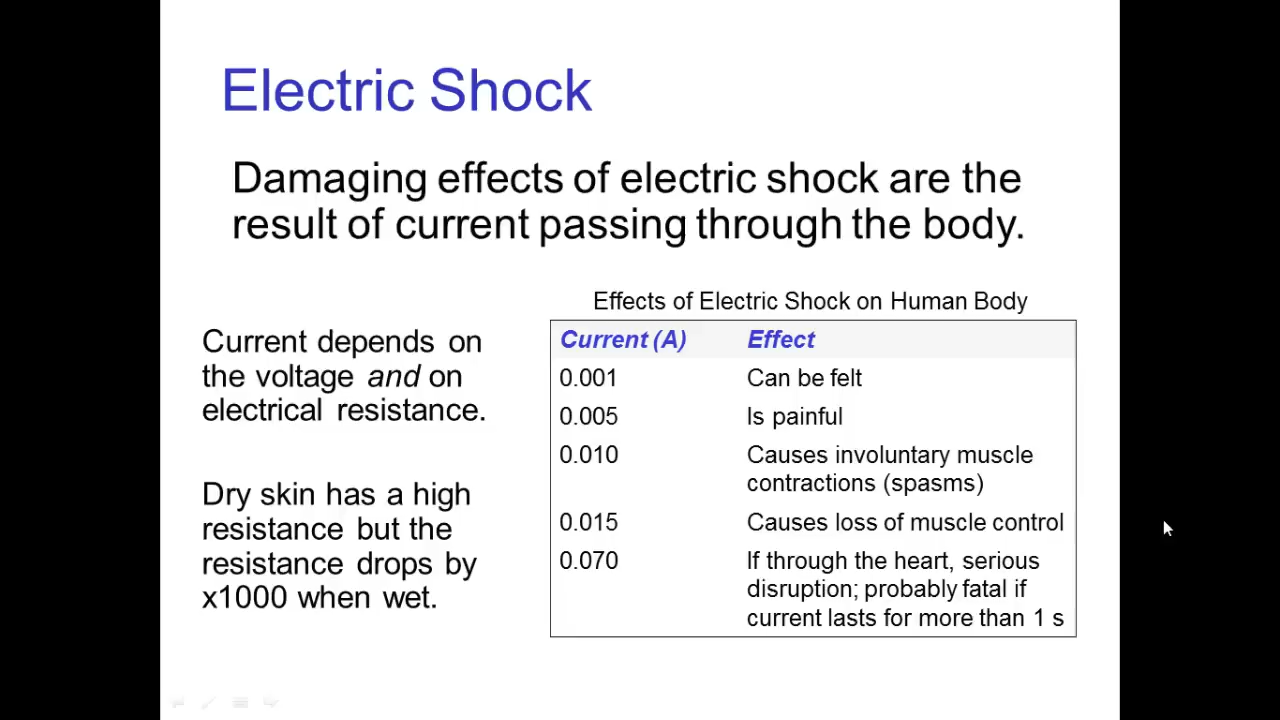 Electric Shock
Damaging effects of electric shock are the
result of current passing through the body.
Current depends on
the voltage and on
electrical resistance.
Dry skin has a high
resistance but the
resistance drops by
x1000 when wet.
Effects of Electric Shock on Human Body
Current (A) Effect
0.001 Can be felt
0.005 Is painful
0.010 Causes involuntary muscle
contractions (spasms)
0.015 Causes loss of muscle control
0.070 If through the heart, serious
disruption; probably fatal if
current lasts for more than 1 s